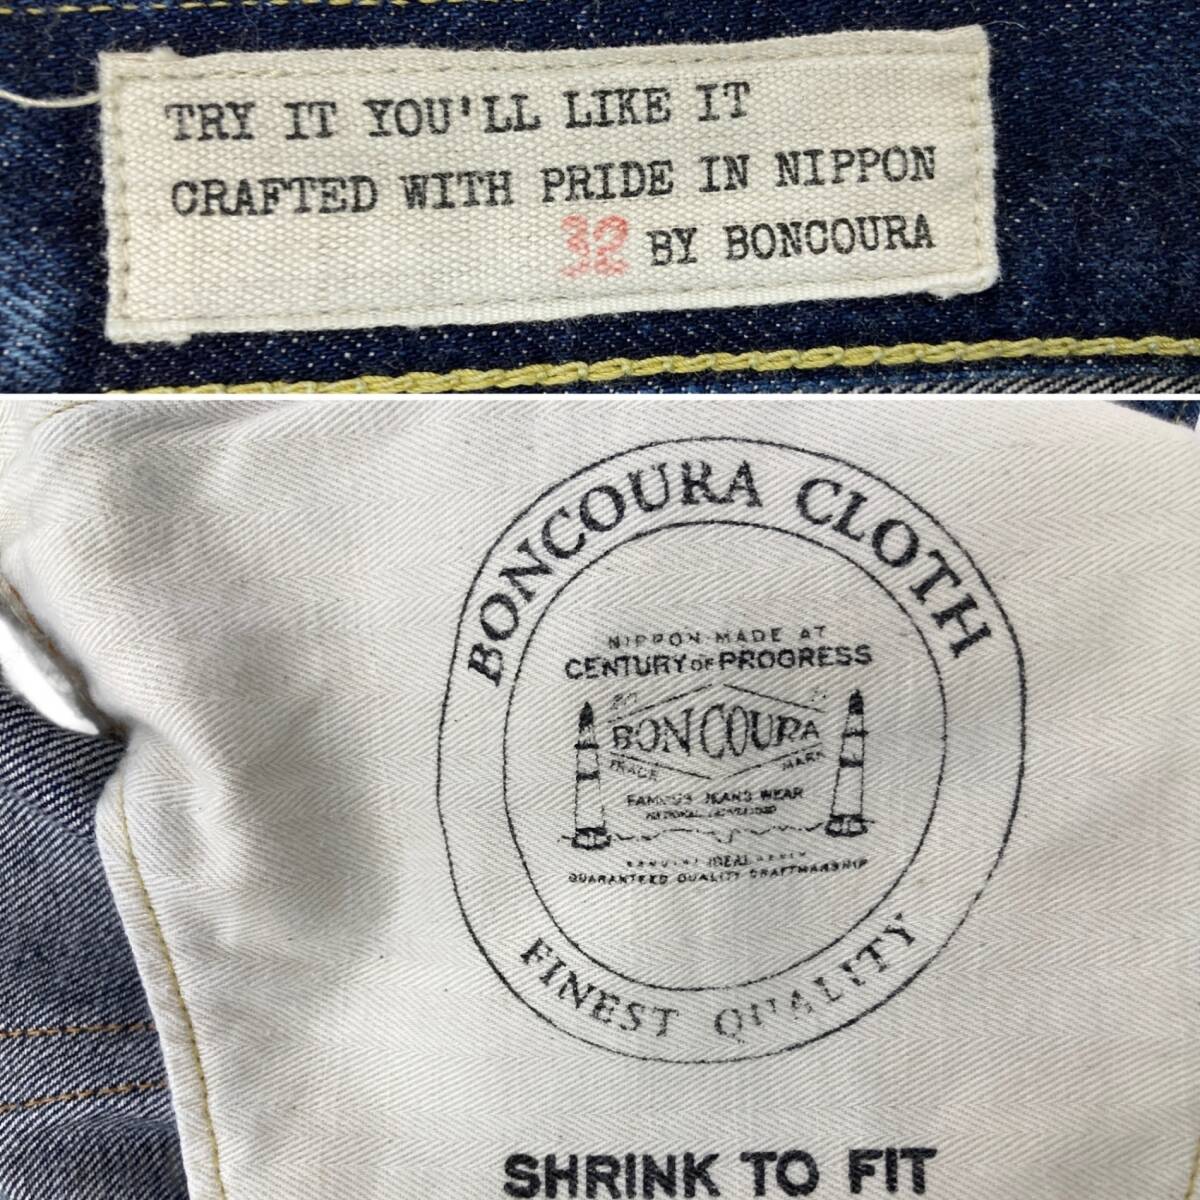 TRY IT YOU'LL LIKE IT
CRAFTED WITH PRIDE IN NIPPON
32 BY BONCOURA
BONCOURA CLOTH
NIPPON MADE AT
CENTURY OF PROGRESS
BONCOURA
TRADE MARK
FAMOUS JEANS WEAR
IDEAL
GUARANTEED QUALITY CRAFTMANSHIP
FINEST QUALITY
SHRINK TO FIT